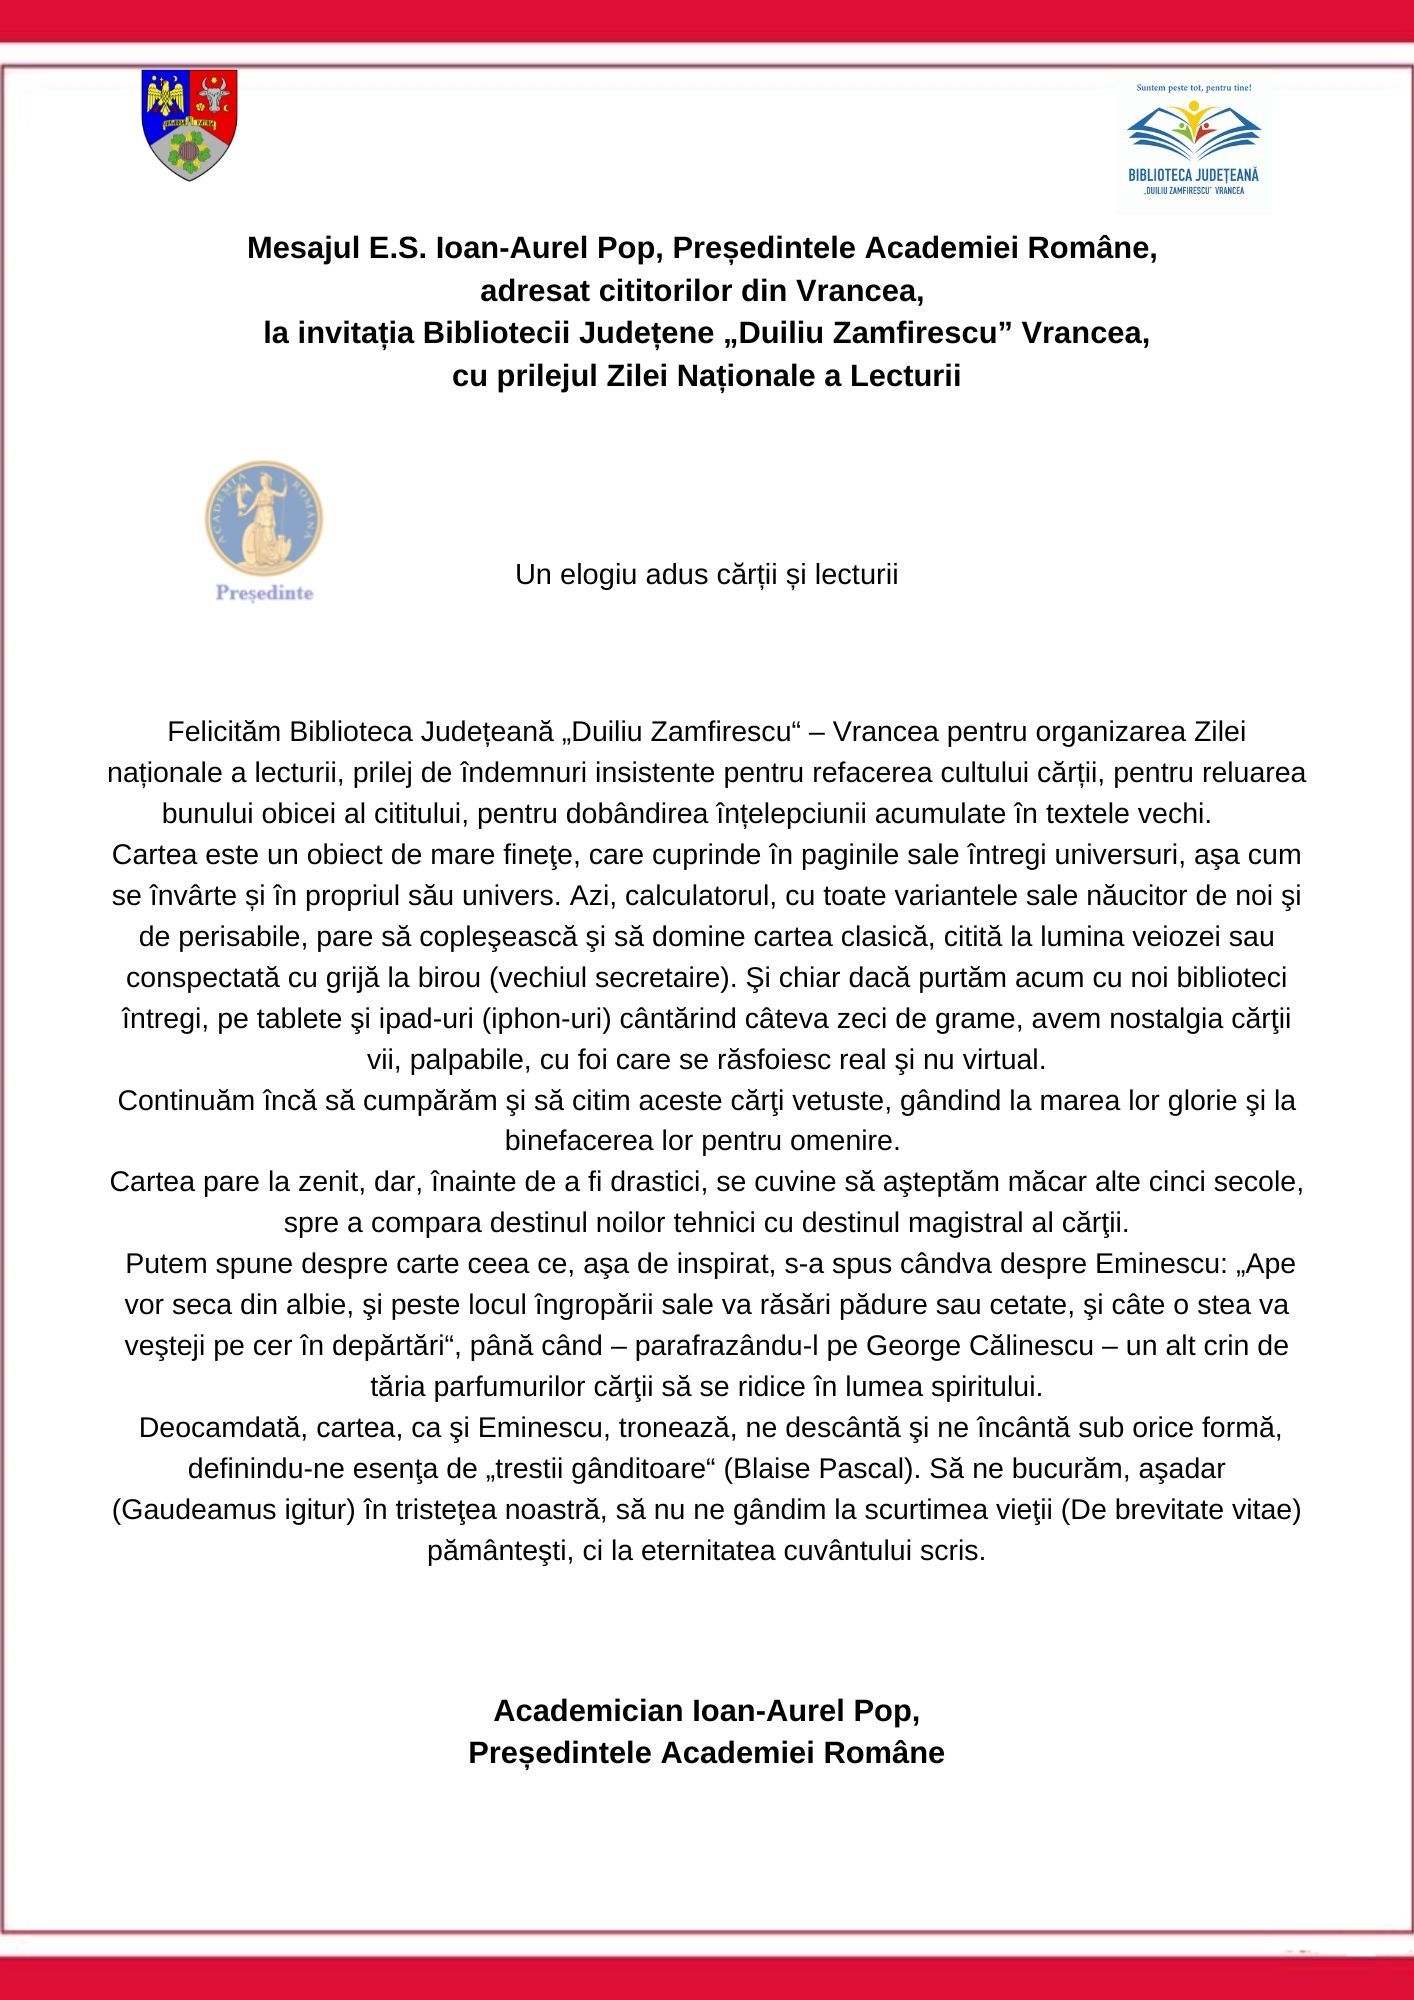 Suntem peste tot, pentru tine!
BIBLIOTECA JUDEȚEANĂ
„DUILIU ZAMFIRESCU” VRANCEA
Mesajul E.S. Ioan-Aurel Pop, Președintele Academiei Române,
adresat cititorilor din Vrancea,
la invitația Bibliotecii Județene „Duiliu Zamfirescu” Vrancea,
cu prilejul Zilei Naționale a Lecturii
ACADEMIA ROMÂNĂ
Președinte
Un elogiu adus cărții și lecturii
Felicităm Biblioteca Județeană „Duiliu Zamfirescu“ – Vrancea pentru organizarea Zilei
naționale a lecturii, prilej de îndemnuri insistente pentru refacerea cultului cărții, pentru reluarea
bunului obicei al cititului, pentru dobândirea înțelepciunii acumulate în textele vechi.
Cartea este un obiect de mare fineţe, care cuprinde în paginile sale întregi universuri, aşa cum
se învârte și în propriul său univers. Azi, calculatorul, cu toate variantele sale năucitor de noi şi
de perisabile, pare să copleşească şi să domine cartea clasică, citită la lumina veiozei sau
conspectată cu grijă la birou (vechiul secretaire). Şi chiar dacă purtăm acum cu noi biblioteci
întregi, pe tablete şi ipad-uri (iphon-uri) cântărind câteva zeci de grame, avem nostalgia cărţii
vii, palpabile, cu foi care se răsfoiesc real şi nu virtual.
Continuăm încă să cumpărăm şi să citim aceste cărţi vetuste, gândind la marea lor glorie şi la
binefacerea lor pentru omenire.
Cartea pare la zenit, dar, înainte de a fi drastici, se cuvine să aşteptăm măcar alte cinci secole,
spre a compara destinul noilor tehnici cu destinul magistral al cărţii.
Putem spune despre carte ceea ce, aşa de inspirat, s-a spus cândva despre Eminescu: „Ape
vor seca din albie, şi peste locul îngropării sale va răsări pădure sau cetate, şi câte o stea va
veşteji pe cer în depărtări“, până când – parafrazându-l pe George Călinescu – un alt crin de
tăria parfumurilor cărţii să se ridice în lumea spiritului.
Deocamdată, cartea, ca şi Eminescu, tronează, ne descântă şi ne încântă sub orice formă,
definindu-ne esenţa de „trestii gânditoare“ (Blaise Pascal). Să ne bucurăm, aşadar
(Gaudeamus igitur) în tristeţea noastră, să nu ne gândim la scurtimea vieţii (De brevitate vitae)
pământeşti, ci la eternitatea cuvântului scris.
Academician Ioan-Aurel Pop,
Președintele Academiei Române